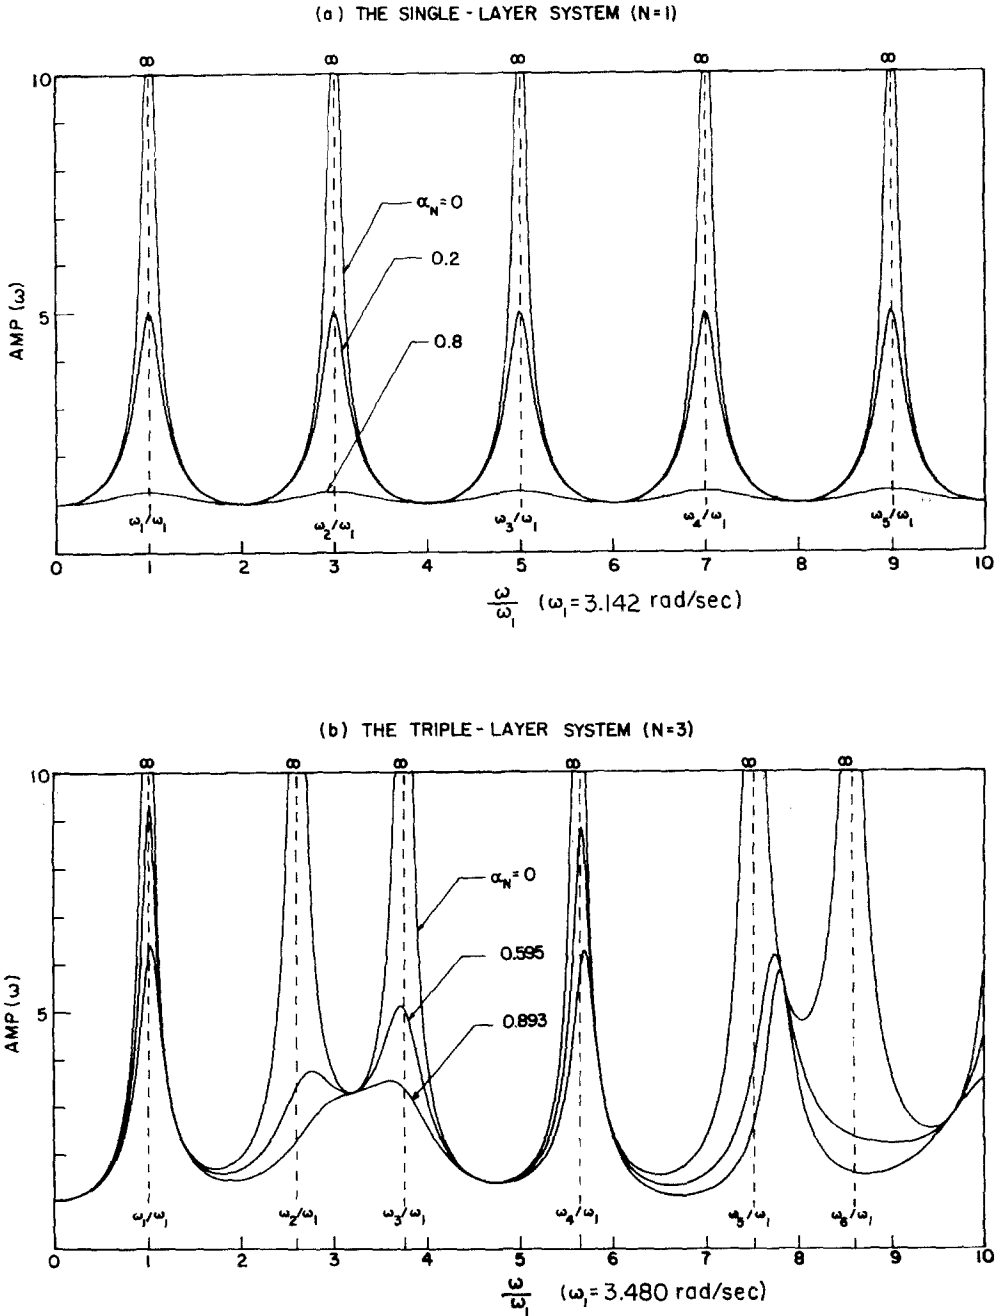 (a) THE SINGLE-LAYER SYSTEM (N=1)
∞ ∞ ∞ ∞ ∞
10
αN=0
0.2
AMP (ω)
5
0.8
ω1/ω1 ω2/ω1 ω3/ω1 ω4/ω1 ω5/ω1
0 1 2 3 4 5 6 7 8 9 10
ω/ω1 (ω1=3.142 rad/sec)
(b) THE TRIPLE-LAYER SYSTEM (N=3)
∞ ∞ ∞ ∞ ∞ ∞
10
αN=0
0.595
AMP (ω)
5
0.893
ω1/ω1 ω2/ω1 ω3/ω1 ω4/ω1 ω5/ω1 ω6/ω1
0 1 2 3 4 5 6 7 8 9 10
ω/ω1 (ω1=3.480 rad/sec)